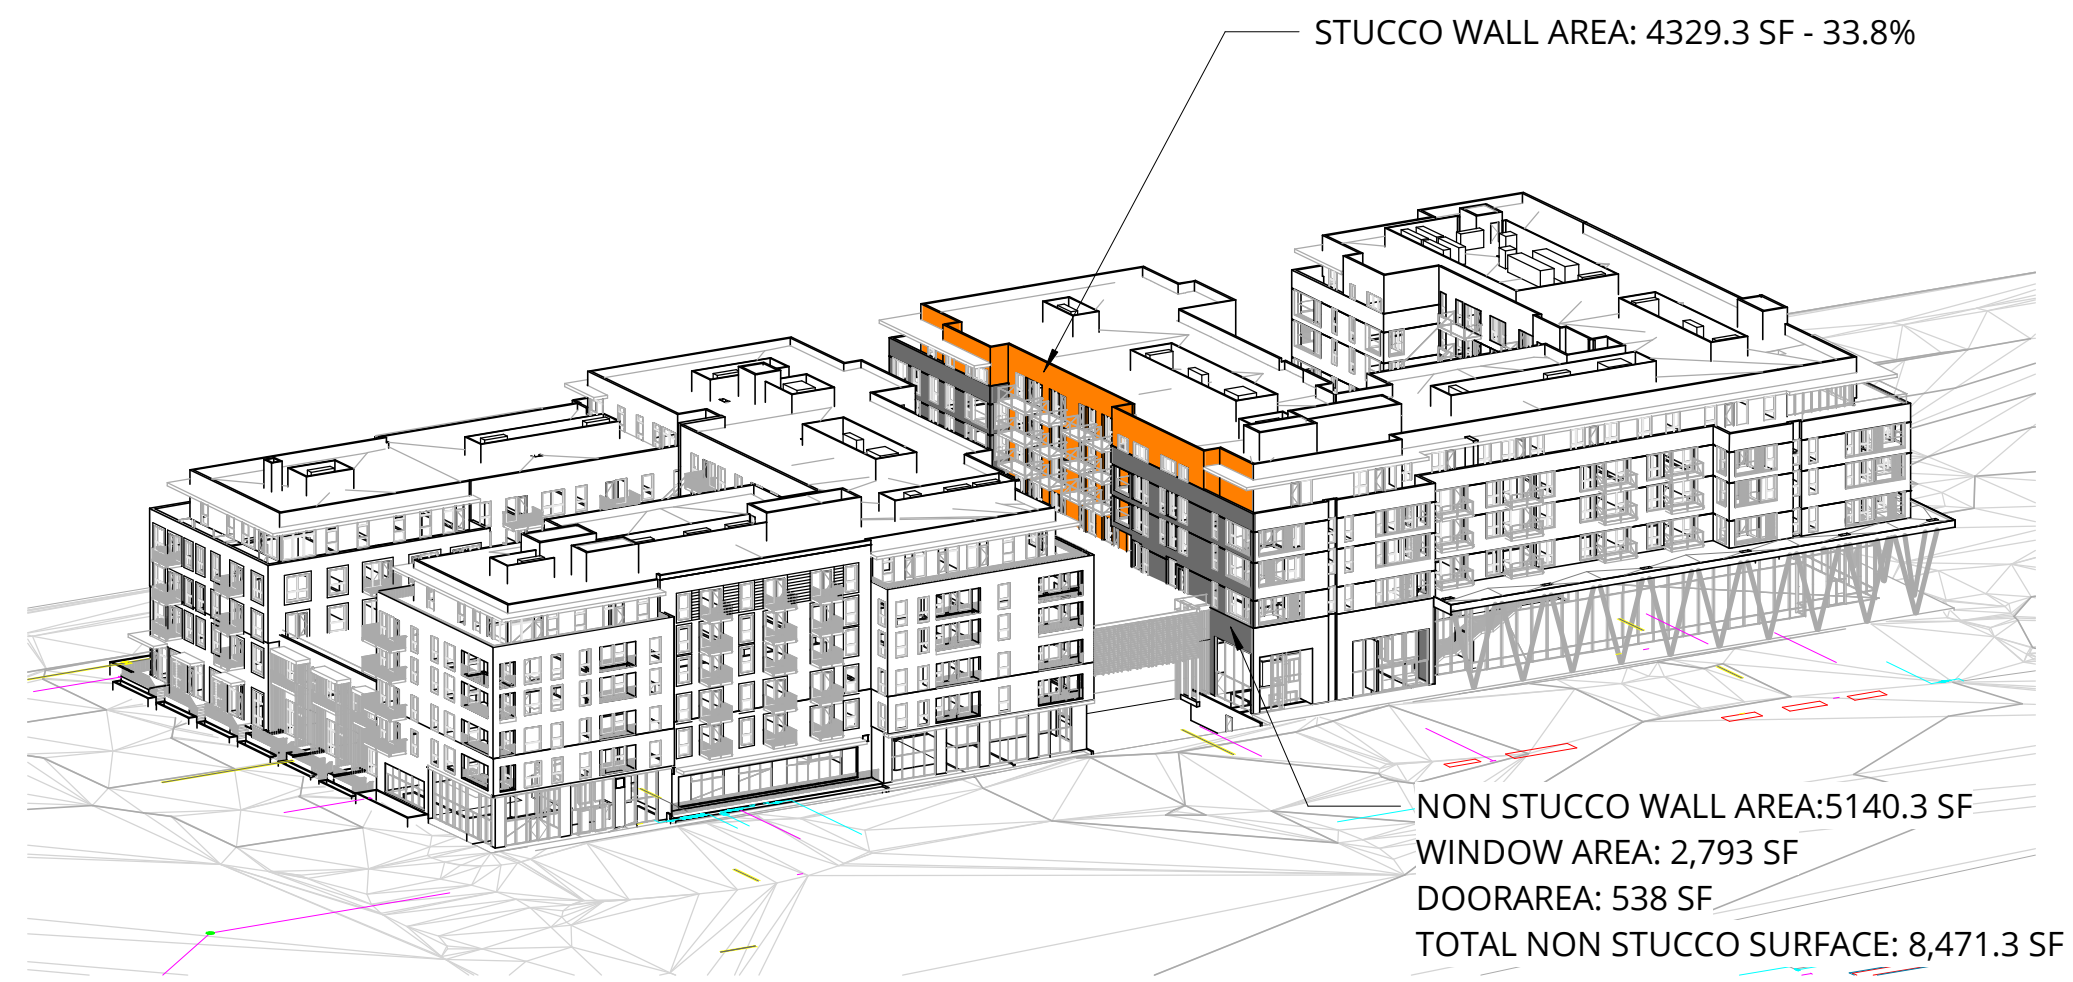 STUCCO WALL AREA: 4329.3 SF - 33.8%
NON STUCCO WALL AREA:5140.3 SF
WINDOW AREA: 2,793 SF
DOORAREA: 538 SF
TOTAL NON STUCCO SURFACE: 8,471.3 SF